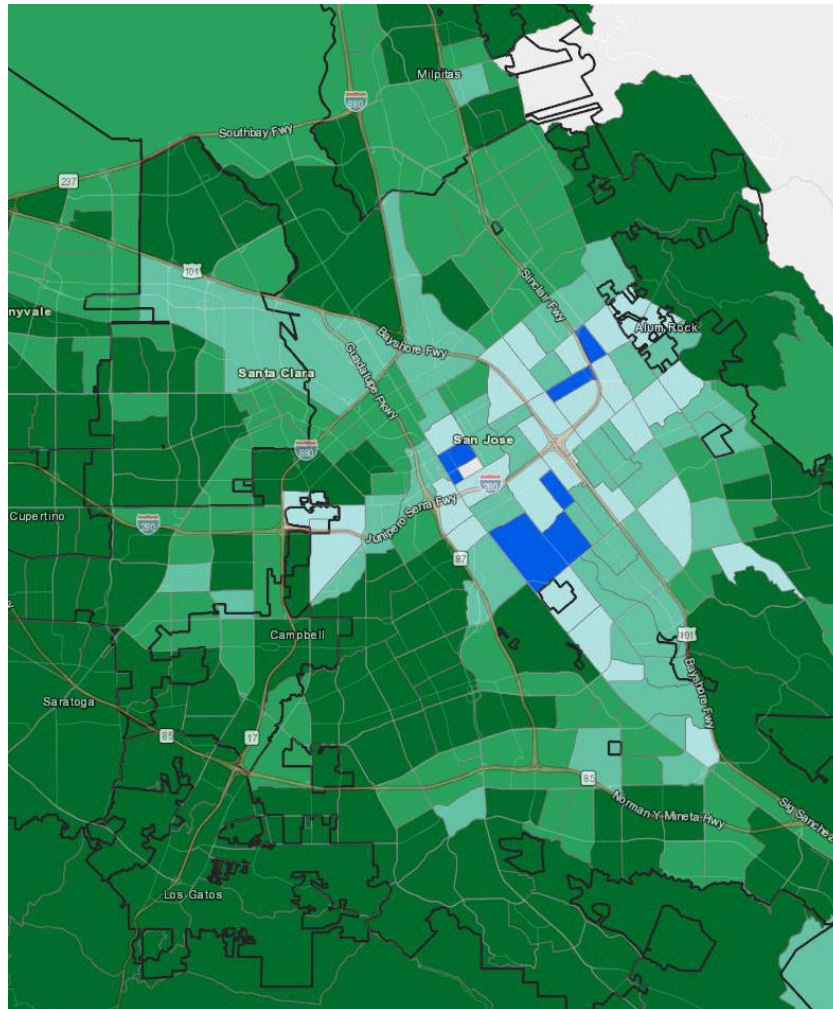 Milpitas
680
Southbay Fwy
237
101
Sinclair Fwy
nyvale
Alum Rock
Bayshore Fwy
Guadalupe Pkwy
Santa Clara
San Jose
880
280
Cupertino
280
Junipero Serra Fwy
87
Campbell
101
Bayshore Fwy
Saratoga
85
17
85
Norman Y Mineta Hwy
Sig Sanchez
Los Gatos